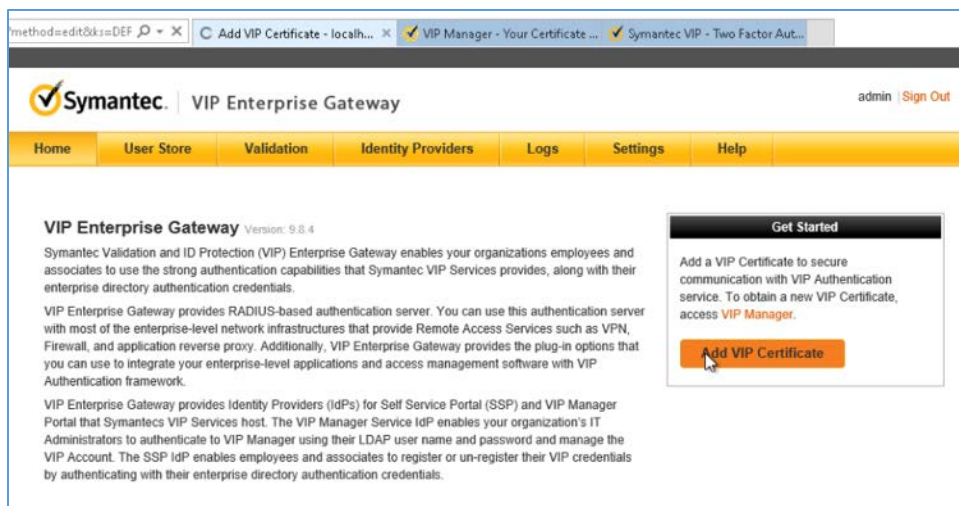 method=edit&ks=DEF
Add VIP Certificate - localh...
VIP Manager - Your Certificate ...
Symantec VIP - Two Factor Aut...
Symantec. VIP Enterprise Gateway
admin Sign Out
Home User Store Validation Identity Providers Logs Settings Help
VIP Enterprise Gateway Version: 9.8.4
Symantec Validation and ID Protection (VIP) Enterprise Gateway enables your organizations employees and
associates to use the strong authentication capabilities that Symantec VIP Services provides, along with their
enterprise directory authentication credentials.
VIP Enterprise Gateway provides RADIUS-based authentication server. You can use this authentication server
with most of the enterprise-level network infrastructures that provide Remote Access Services such as VPN,
Firewall, and application reverse proxy. Additionally, VIP Enterprise Gateway provides the plug-in options that
you can use to integrate your enterprise-level applications and access management software with VIP
Authentication framework.
VIP Enterprise Gateway provides Identity Providers (IdPs) for Self Service Portal (SSP) and VIP Manager
Portal that Symantecs VIP Services host. The VIP Manager Service IdP enables your organization's IT
Administrators to authenticate to VIP Manager using their LDAP user name and password and manage the
VIP Account. The SSP IdP enables employees and associates to register or un-register their VIP credentials
by authenticating with their enterprise directory authentication credentials.
Get Started
Add a VIP Certificate to secure
communication with VIP Authentication
service. To obtain a new VIP Certificate,
access VIP Manager.
Add VIP Certificate